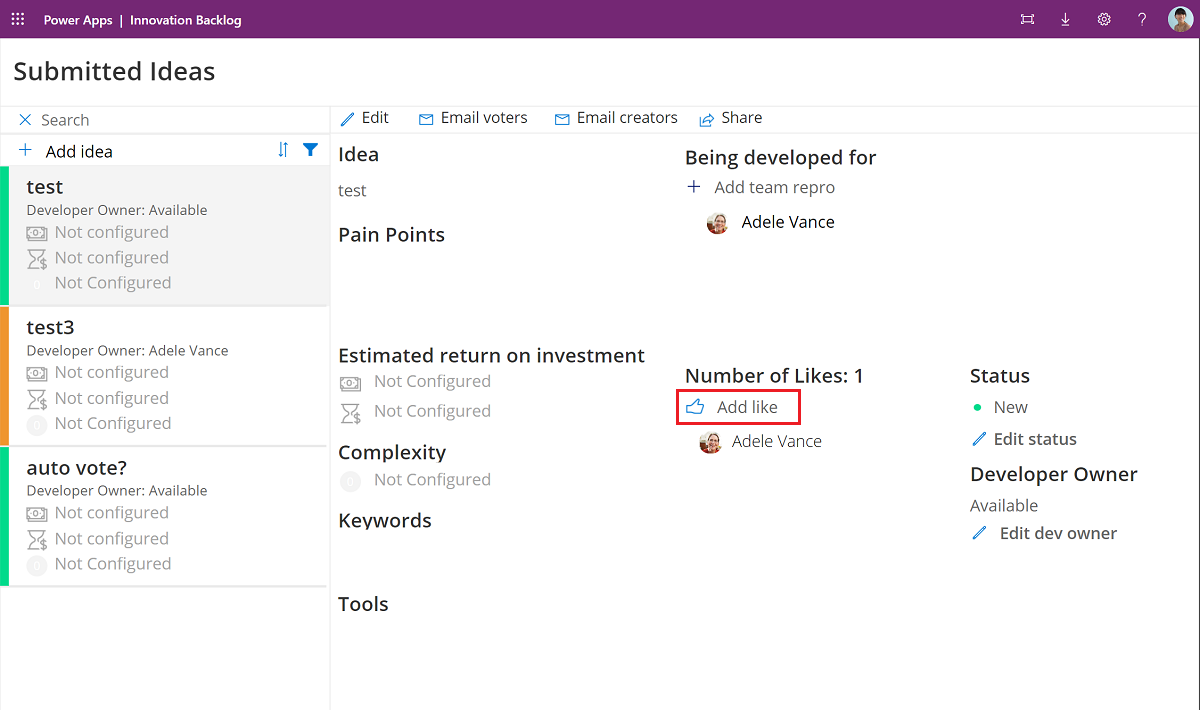 Power Apps | Innovation Backlog
?
Submitted Ideas
Search
Add idea
test
Developer Owner: Available
Not configured
$ Not configured
0 Not Configured
test3
Developer Owner: Adele Vance
Not configured
$ Not configured
0 Not Configured
auto vote?
Developer Owner: Available
Not configured
$ Not configured
0 Not Configured
Edit
Email voters
Email creators
Share
Idea
test
Pain Points
Estimated return on investment
Not Configured
$ Not Configured
Complexity
0 Not Configured
Keywords
Tools
Being developed for
Add team repro
Adele Vance
Number of Likes: 1
Add like
Adele Vance
Status
New
Edit status
Developer Owner
Available
Edit dev owner